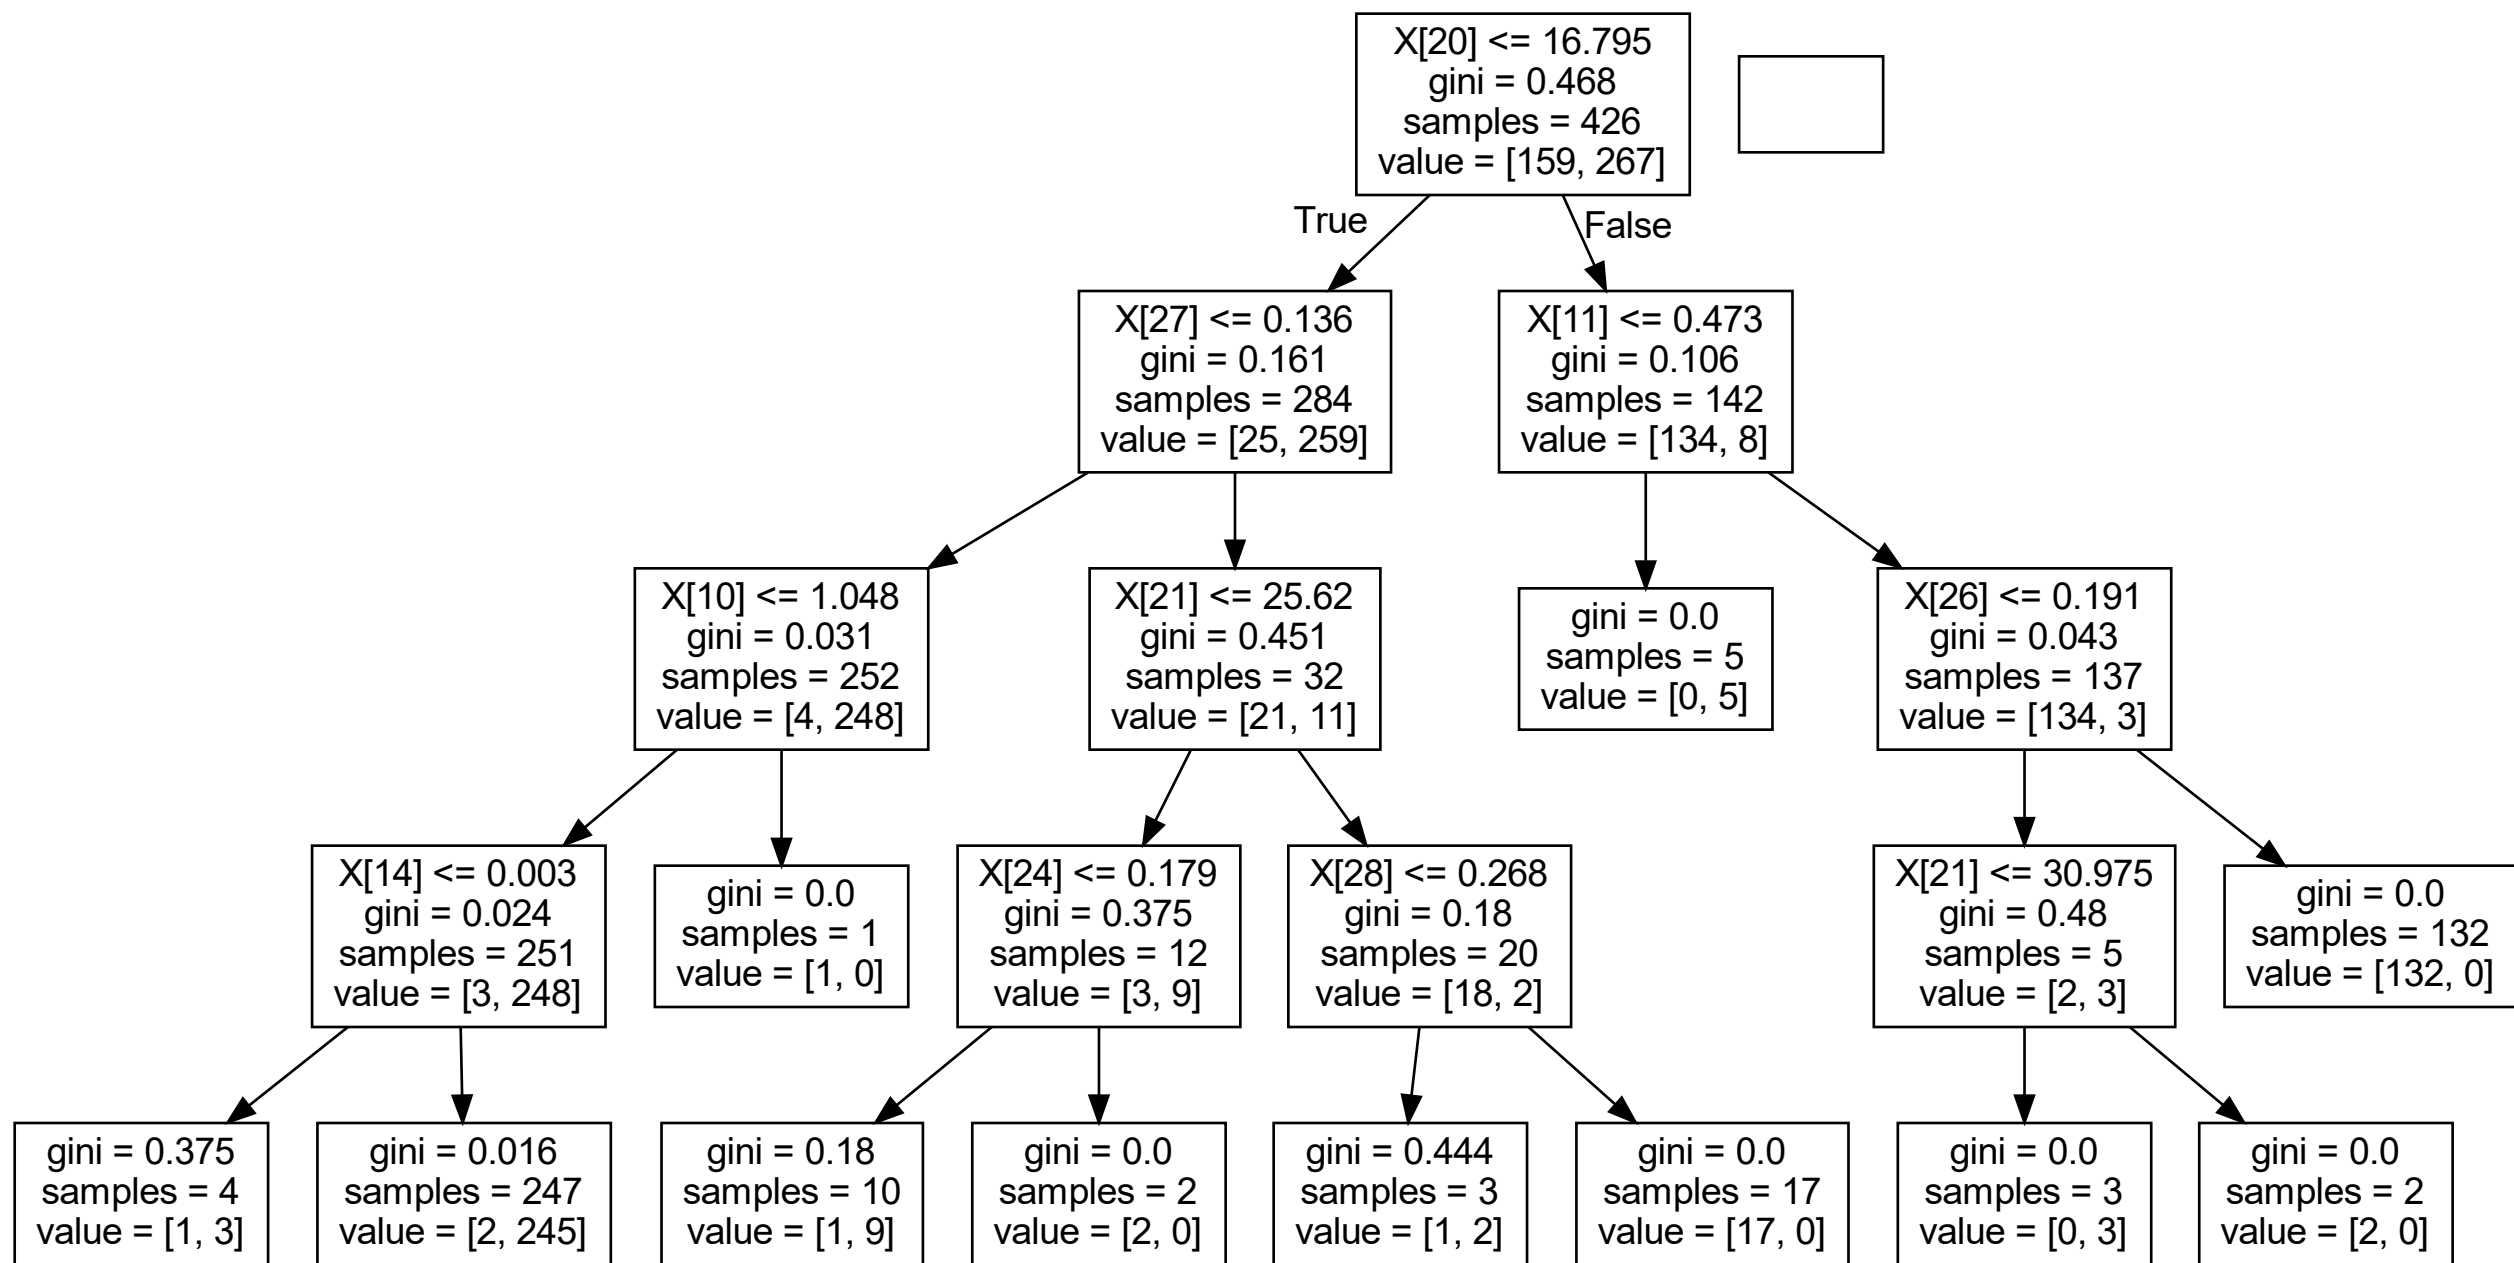 X[20] <= 16.795
gini = 0.468
samples = 426
value = [159, 267]
True
False
X[27] <= 0.136
gini = 0.161
samples = 284
value = [25, 259]
X[11] <= 0.473
gini = 0.106
samples = 142
value = [134, 8]
X[10] <= 1.048
gini = 0.031
samples = 252
value = [4, 248]
X[21] <= 25.62
gini = 0.451
samples = 32
value = [21, 11]
gini = 0.0
samples = 5
value = [0, 5]
X[26] <= 0.191
gini = 0.043
samples = 137
value = [134, 3]
X[14] <= 0.003
gini = 0.024
samples = 251
value = [3, 248]
gini = 0.0
samples = 1
value = [1, 0]
X[24] <= 0.179
gini = 0.375
samples = 12
value = [3, 9]
X[28] <= 0.268
gini = 0.18
samples = 20
value = [18, 2]
X[21] <= 30.975
gini = 0.48
samples = 5
value = [2, 3]
gini = 0.0
samples = 132
value = [132, 0]
gini = 0.375
samples = 4
value = [1, 3]
gini = 0.016
samples = 247
value = [2, 245]
gini = 0.18
samples = 10
value = [1, 9]
gini = 0.0
samples = 2
value = [2, 0]
gini = 0.444
samples = 3
value = [1, 2]
gini = 0.0
samples = 17
value = [17, 0]
gini = 0.0
samples = 3
value = [0, 3]
gini = 0.0
samples = 2
value = [2, 0]